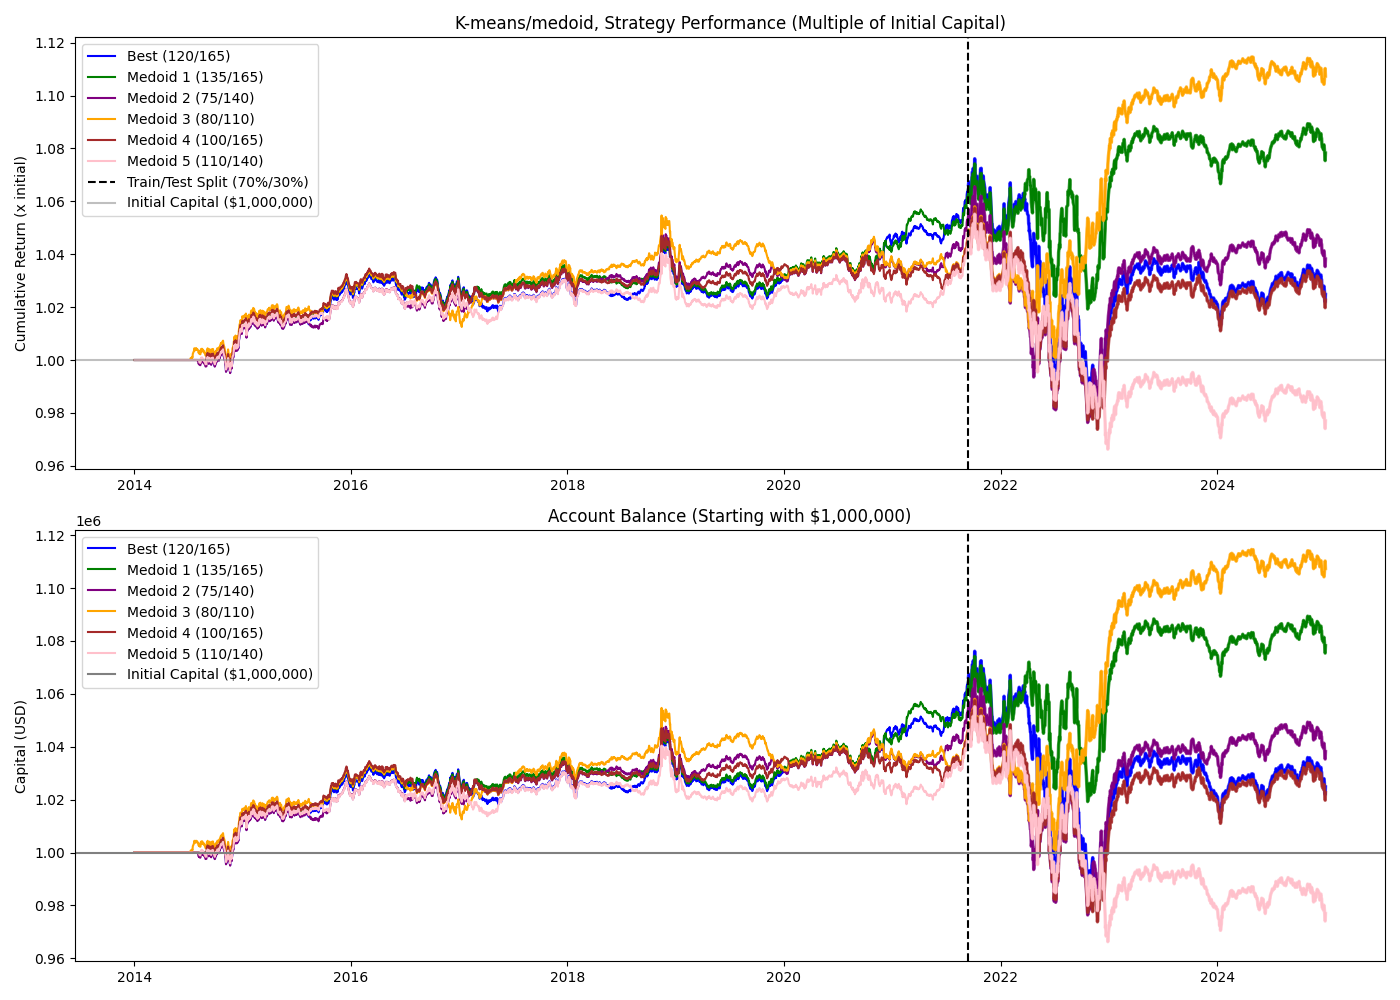 K-means/medoid, Strategy Performance (Multiple of Initial Capital)
Cumulative Return (x initial)
1.12
1.10
1.08
1.06
1.04
1.02
1.00
0.98
0.96
Best (120/165)
Medoid 1 (135/165)
Medoid 2 (75/140)
Medoid 3 (80/110)
Medoid 4 (100/165)
Medoid 5 (110/140)
Train/Test Split (70%/30%)
Initial Capital ($1,000,000)
2014 2016 2018 2020 2022 2024
Account Balance (Starting with $1,000,000)
1e6
Capital (USD)
1.12
1.10
1.08
1.06
1.04
1.02
1.00
0.98
0.96
Best (120/165)
Medoid 1 (135/165)
Medoid 2 (75/140)
Medoid 3 (80/110)
Medoid 4 (100/165)
Medoid 5 (110/140)
Initial Capital ($1,000,000)
2014 2016 2018 2020 2022 2024